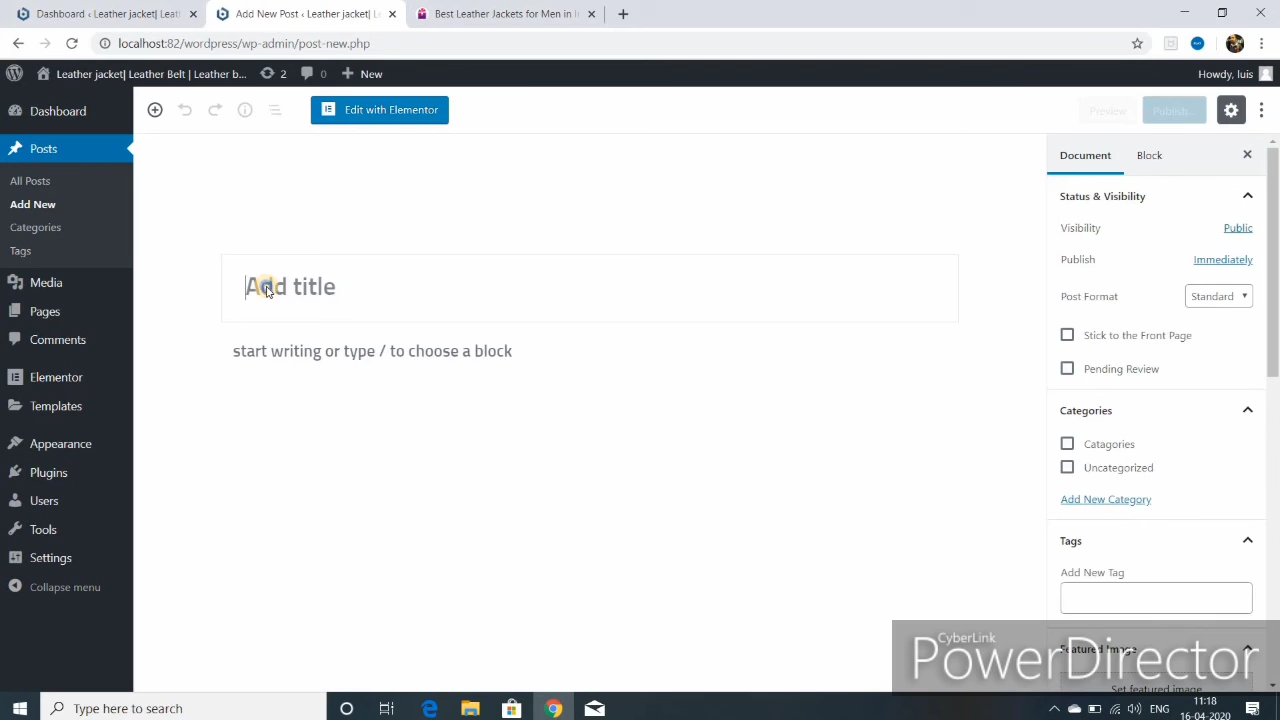 Dashboard ‹ Leather jacket| Leatl
Add New Post ‹ Leather jacket| L
Best Leather Jackets for Men in I
localhost:82/wordpress/wp-admin/post-new.php
Leather jacket| Leather Belt | Leather b...
2
0
New
Howdy, luis
Dashboard
Posts
All Posts
Add New
Categories
Tags
Media
Pages
Comments
Elementor
Templates
Appearance
Plugins
Users
Tools
Settings
Collapse menu
Edit with Elementor
Preview
Publish...
Add title
start writing or type / to choose a block
Document
Block
Status & Visibility
Visibility
Public
Publish
Immediately
Post Format
Standard
Stick to the Front Page
Pending Review
Categories
Catagories
Uncategorized
Add New Category
Tags
Add New Tag
Featured Image
Set featured image
CyberLink
PowerDirector
Type here to search
ENG
11:18
16-04-2020